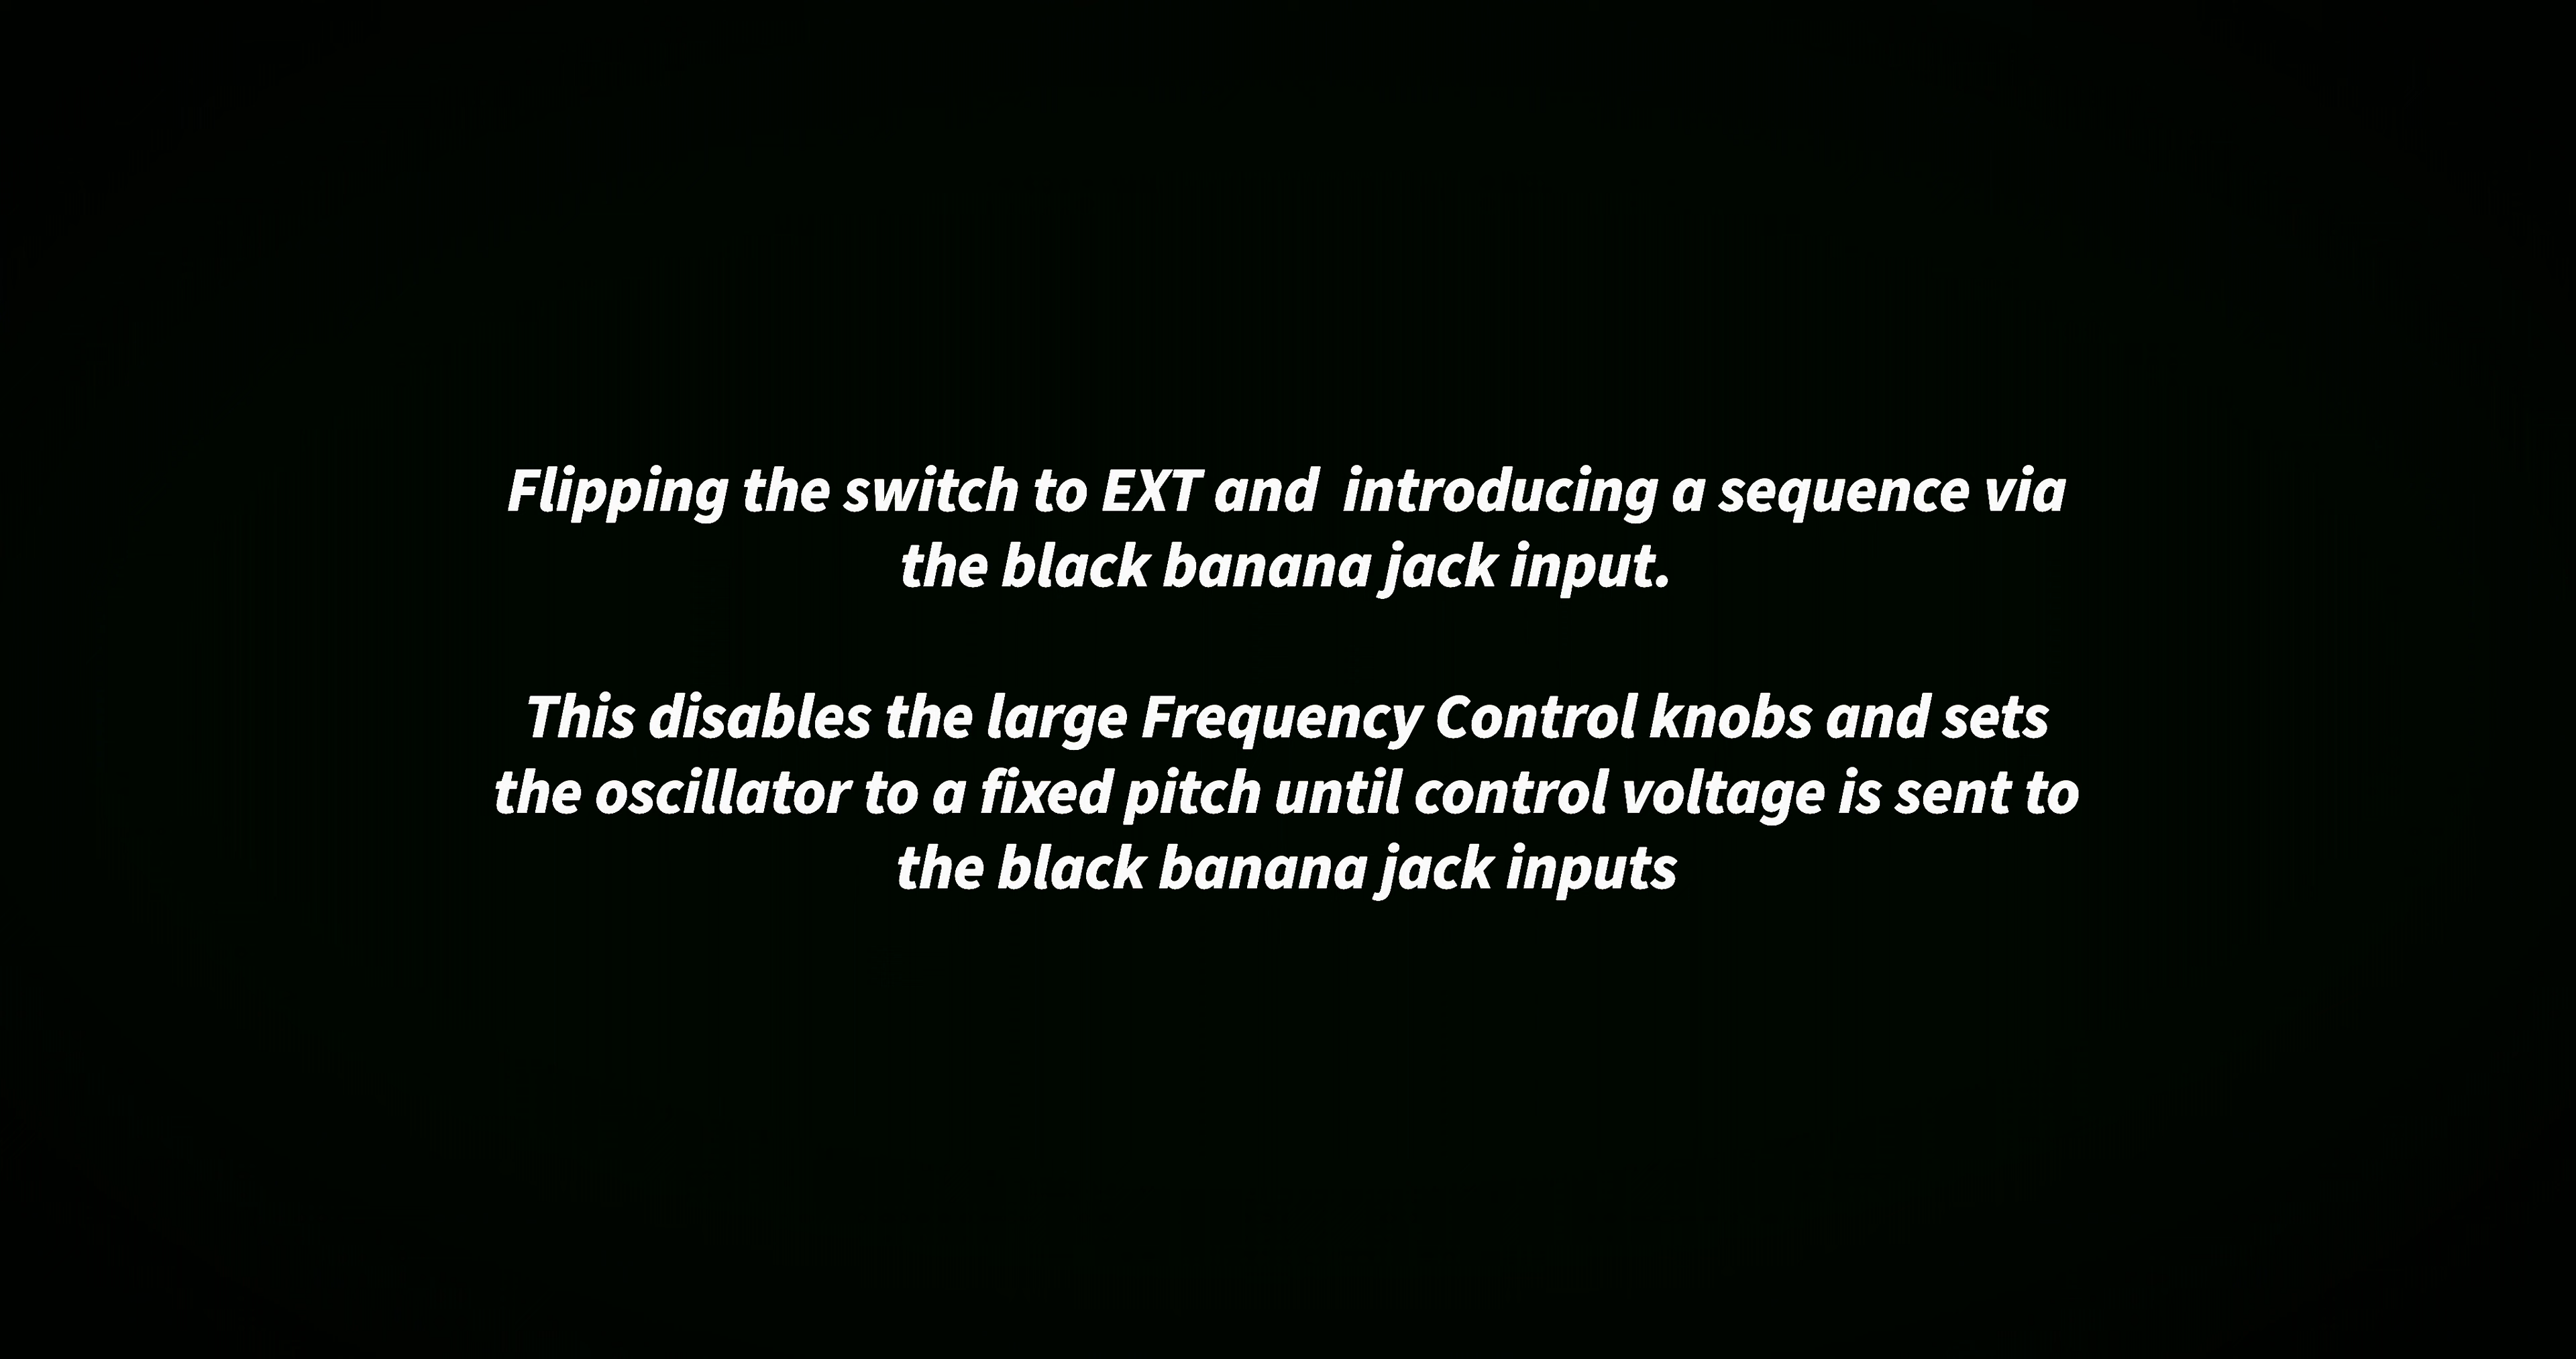 Flipping the switch to EXT and  introducing a sequence via
the black banana jack input.
This disables the large Frequency Control knobs and sets
the oscillator to a fixed pitch until control voltage is sent to
the black banana jack inputs